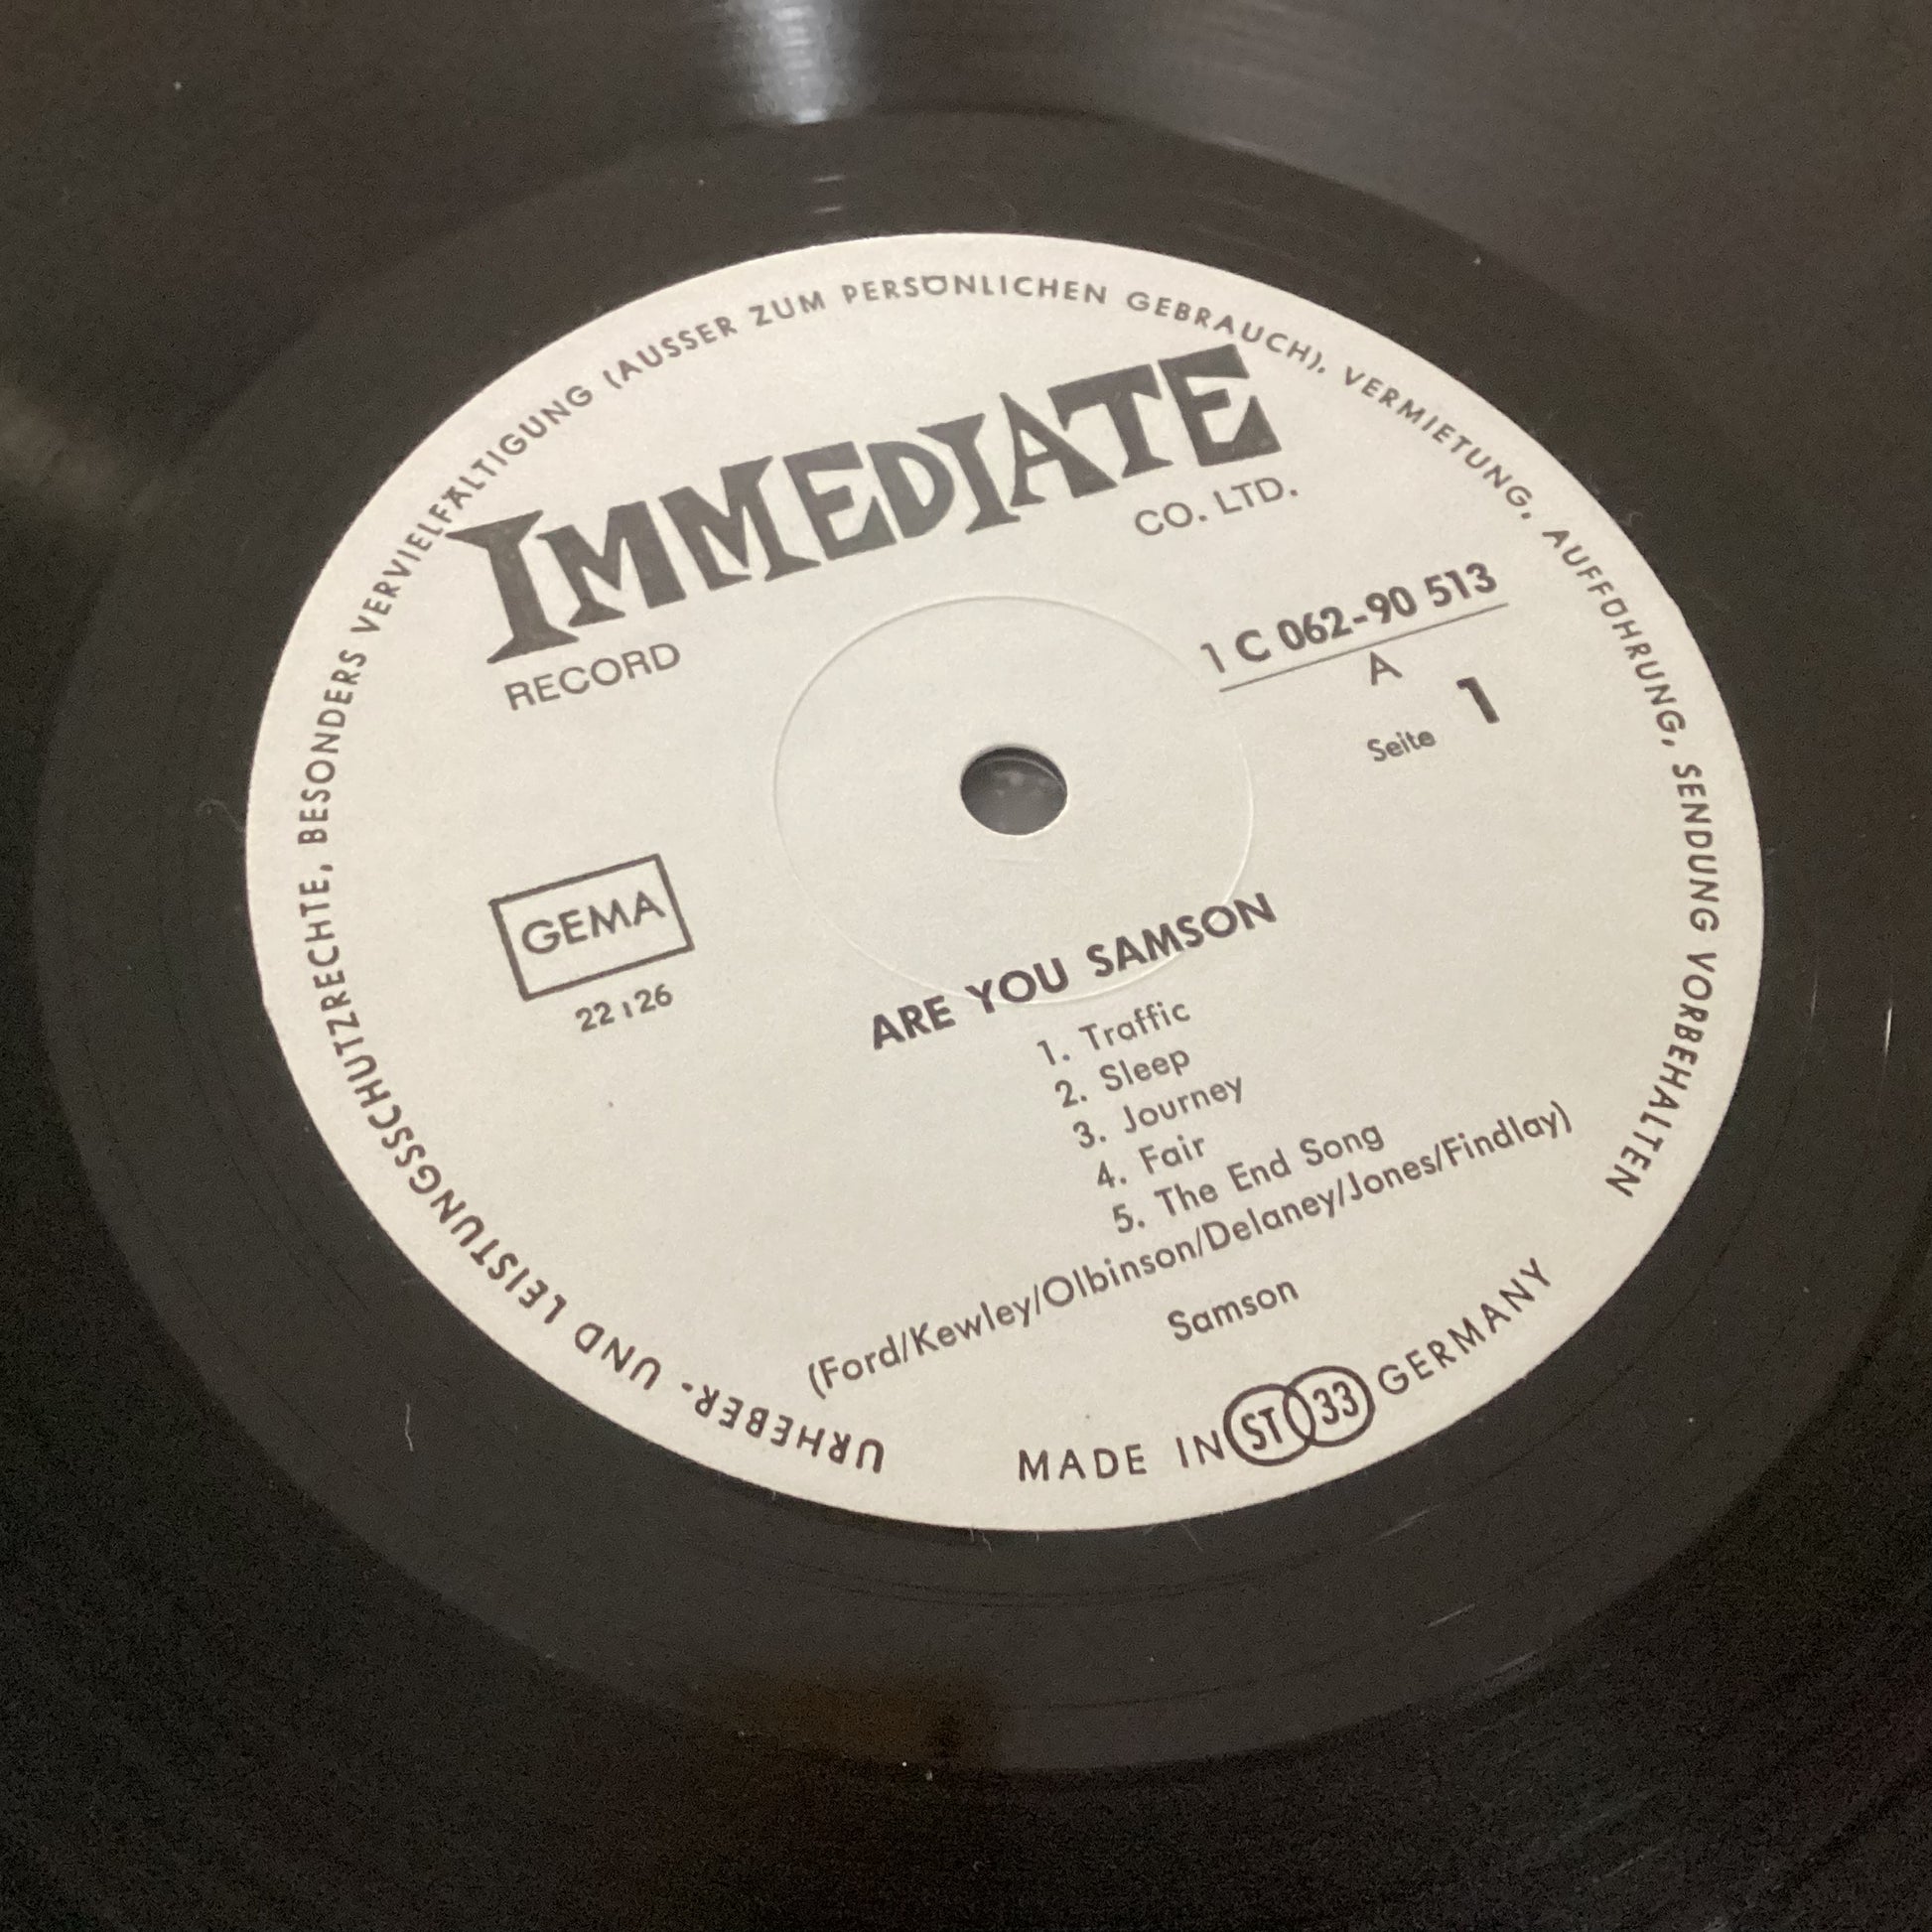 URHEBER- UND LEISTUNGSSCHUTZRECHTE, BESONDERS VERVIELFÄLTIGUNG (AUSSER ZUM PERSÖNLICHEN GEBRAUCH), VERMIETUNG, AUFFÜHRUNG, SENDUNG VORBEHALTEN
IMMEDIATE
RECORD
CO. LTD.
1 C 062-90 513
A
Seite 1
GEMA
22:26
ARE YOU SAMSON
1. Traffic
2. Sleep
3. Journey
4. Fair
5. The End Song
(Ford/Kewley/Olbinson/Delaney/Jones/Findlay)
Samson
MADE IN ST 33 GERMANY